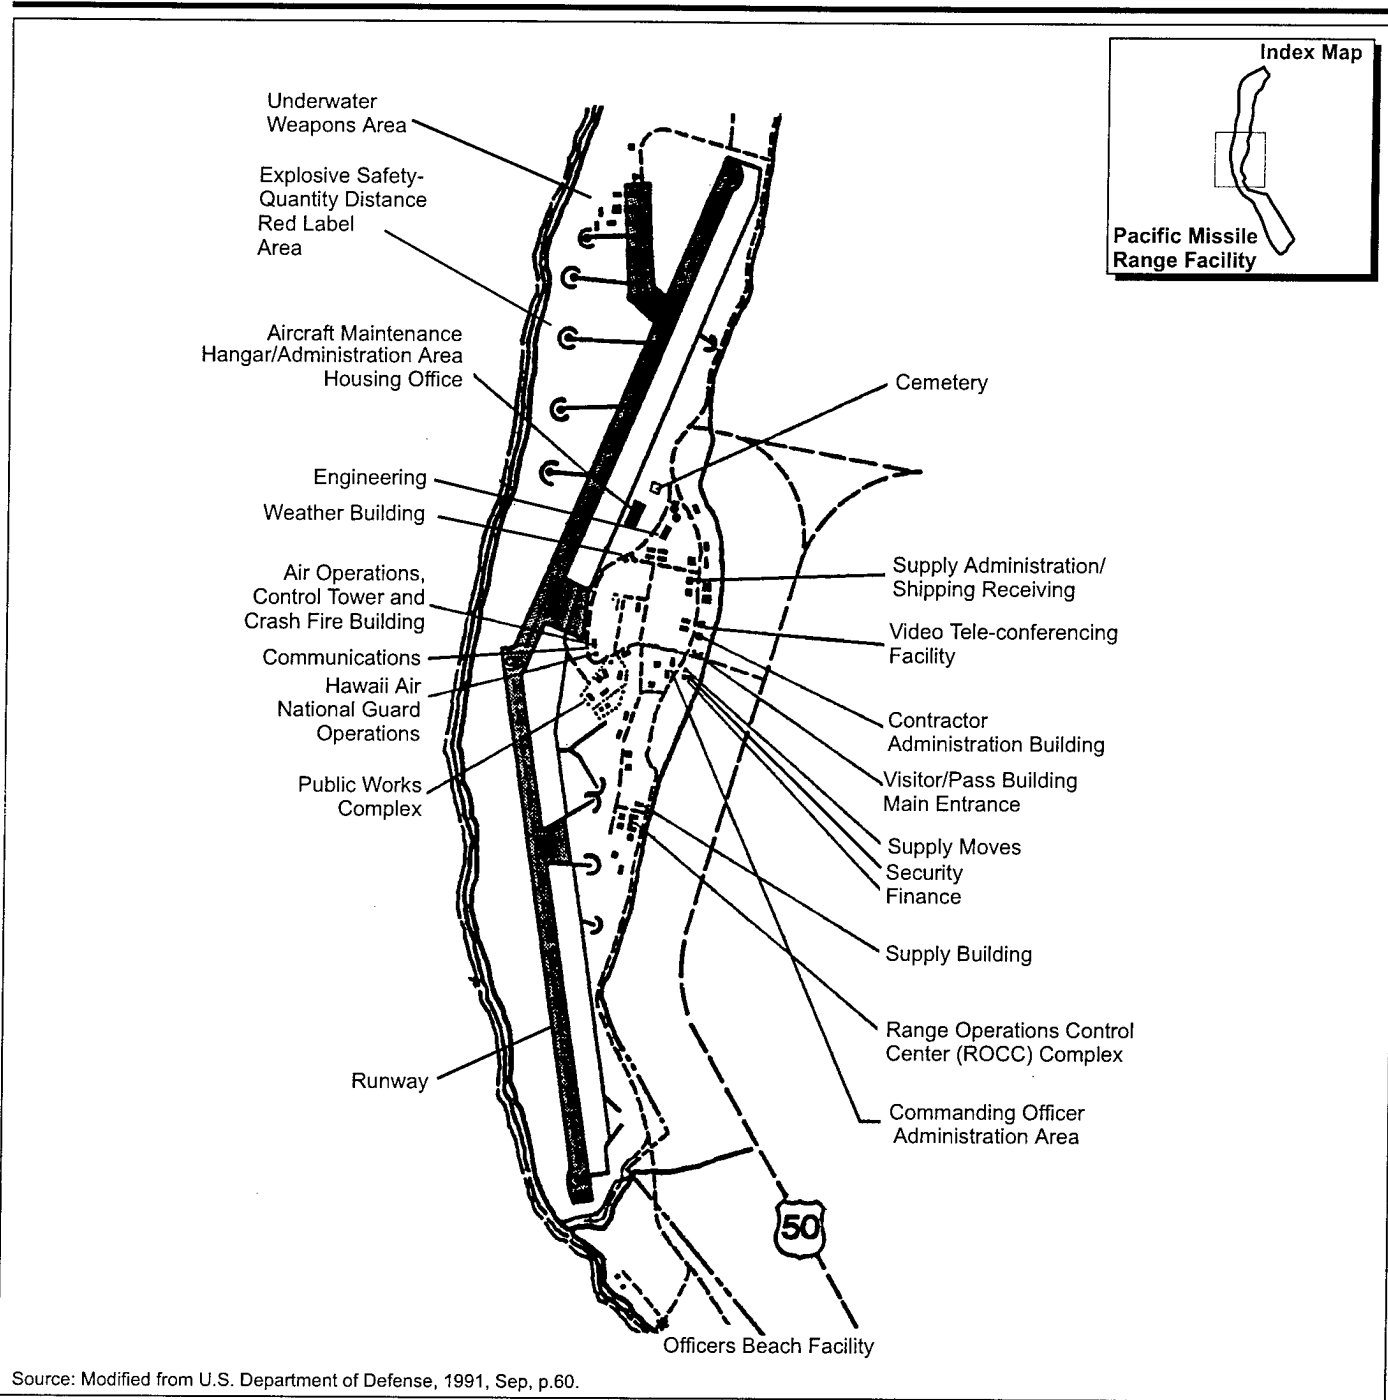 Index Map
Pacific Missile
Range Facility
Underwater
Weapons Area
Explosive Safety-
Quantity Distance
Red Label
Area
Aircraft Maintenance
Hangar/Administration Area
Housing Office
Engineering
Weather Building
Air Operations,
Control Tower and
Crash Fire Building
Communications
Hawaii Air
National Guard
Operations
Public Works
Complex
Runway
Cemetery
Supply Administration/
Shipping Receiving
Video Tele-conferencing
Facility
Contractor
Administration Building
Visitor/Pass Building
Main Entrance
Supply Moves
Security
Finance
Supply Building
Range Operations Control
Center (ROCC) Complex
Commanding Officer
Administration Area
50
Officers Beach Facility
Source: Modified from U.S. Department of Defense, 1991, Sep, p.60.